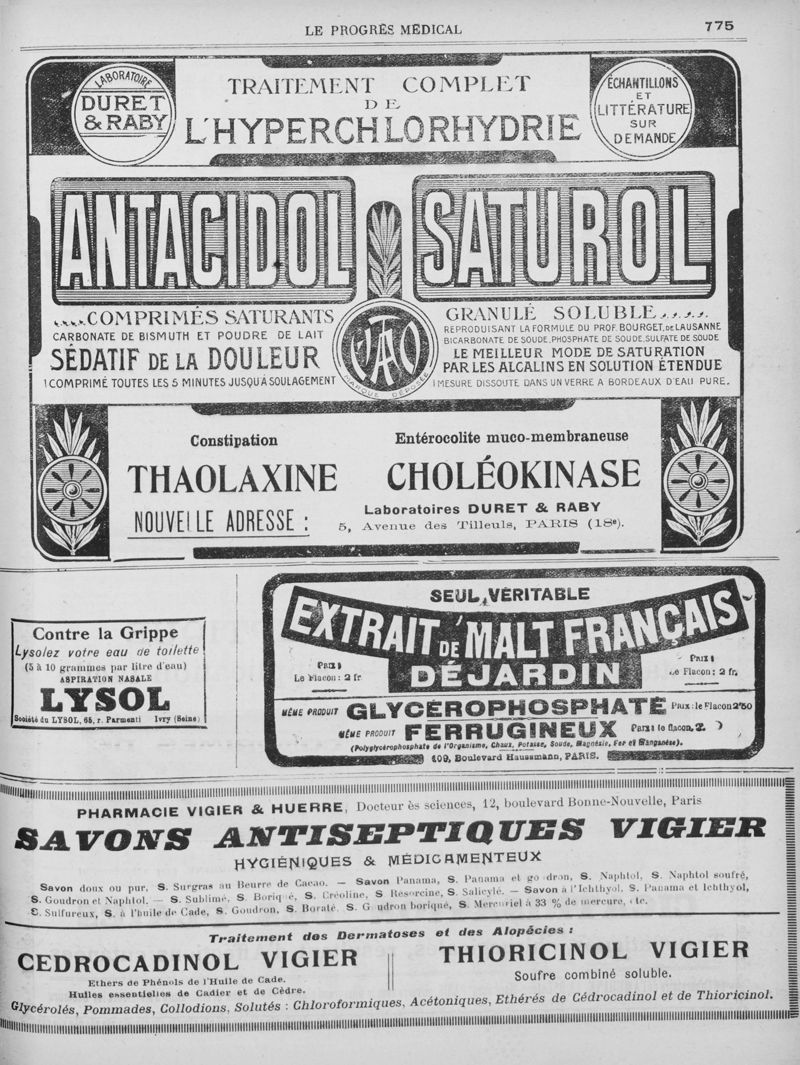 LE PROGRÈS MÉDICAL
775
LABORATOIRE
DURET
& RABY
TRAITEMENT COMPLET
DE
L'HYPERCHLORHYDRIE
ÉCHANTILLONS
ET
LITTÉRATURE
SUR
DEMANDE
ANTACIDOL
SATUROL
COMPRIMÉS SATURANTS
CARBONATE DE BISMUTH ET POUDRE DE LAIT
SÉDATIF DE LA DOULEUR
1 COMPRIMÉ TOUTES LES 5 MINUTES JUSQU'À SOULAGEMENT
MARQUE DÉPOSÉE
GRANULÉ SOLUBLE
REPRODUISANT LA FORMULE DU PROF. BOURGET, DE LAUSANNE
BICARBONATE DE SOUDE, PHOSPHATE DE SOUDE, SULFATE DE SOUDE
LE MEILLEUR MODE DE SATURATION
PAR LES ALCALINS EN SOLUTION ÉTENDUE
1 MESURE DISSOUTE DANS UN VERRE A BORDEAUX D'EAU PURE.
Constipation
Entérocolite muco-membraneuse
THAOLAXINE
CHOLÉOKINASE
NOUVELLE ADRESSE :
Laboratoires DURET & RABY
5, Avenue des Tilleuls, PARIS (18e).
Contre la Grippe
Lysolez votre eau de toilette
(5 à 10 grammes par litre d'eau)
ASPIRATION NASALE
LYSOL
Société du LYSOL, 65, r. Parmentier Ivry (Seine)
SEUL VÉRITABLE
EXTRAIT DE MALT FRANÇAIS
DÉJARDIN
Prix :
Le Flacon : 2 fr
Prix :
Le Flacon : 2 fr.
MÊME PRODUIT GLYCÉROPHOSPHATÉ Prix : le Flacon 2'50
MÊME PRODUIT FERRUGINEUX Prix : le flacon, 2.
(Polyglycérophosphate de l'Organisme, Chaux, Potasse, Soude, Magnésie, Fer et Manganèse).
109, Boulevard Haussmann, PARIS.
PHARMACIE VIGIER & HUERRE, Docteur ès sciences, 12, boulevard Bonne-Nouvelle, Paris
SAVONS ANTISEPTIQUES VIGIER
HYGIÉNIQUES & MÉDICAMENTEUX
Savon doux ou pur, S. Surgras au Beurre de Cacao. — Savon Panama, S. Panama et goudron, S. Naphtol, S. Naphtol soufré,
S. Goudron et Naphtol. — S. Sublimé, S. Boriqué, S. Créoline, S. Résorcine, S. Salicylé. — Savon à l'Ichthyol, S. Panama et Ichthyol,
S. Sulfureux, S. à l'huile de Cade, S. Goudron, S. Boraté, S. Goudron boriqué, S. Mercuriel à 33 % de mercure, etc.
Traitement des Dermatoses et des Alopécies :
CEDROCADINOL VIGIER
Ethers de Phénols de l'Huile de Cade.
Huiles essentielles de Cadier et de Cèdre.
THIORICINOL VIGIER
Soufre combiné soluble.
Glycérolés, Pommades, Collodions, Solutés : Chloroformiques, Acétoniques, Ethérés de Cédrocadinol et de Thioricinol.